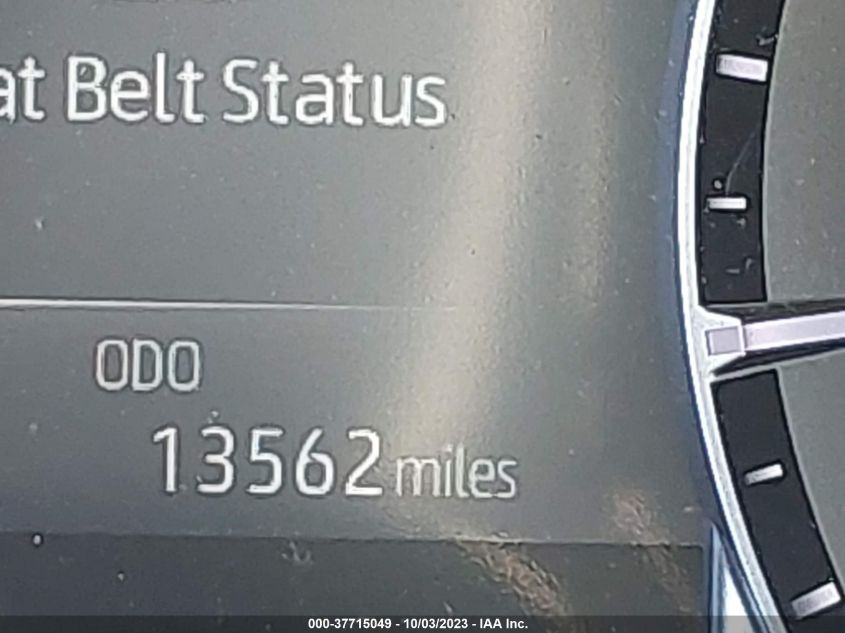 at Belt Status
ODO
13562 miles
000-37715049 - 10/03/2023 - IAA Inc.